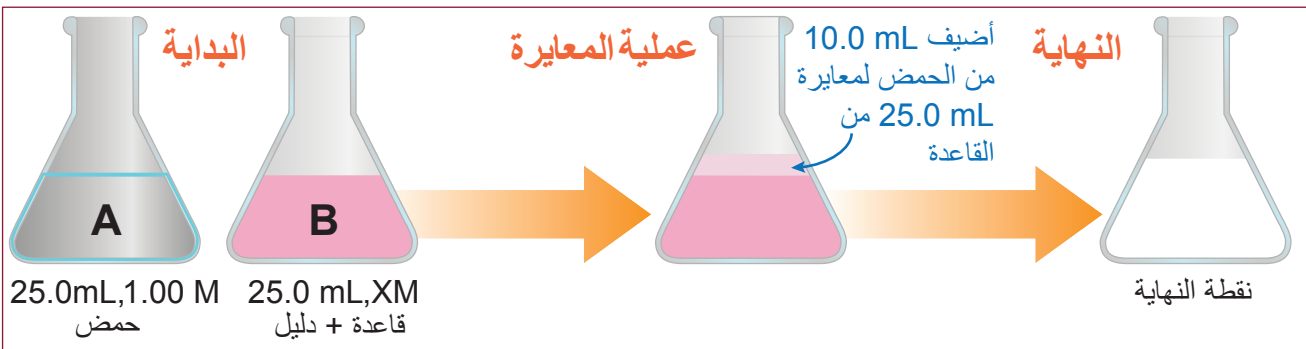 البداية
A
B
25.0mL,1.00 M
حمض
25.0 mL,XM
قاعدة + دليل
عملية المعايرة
أضيف 10.0 mL
من الحمض لمعايرة
25.0 mL من
القاعدة
النهاية
نقطة النهاية